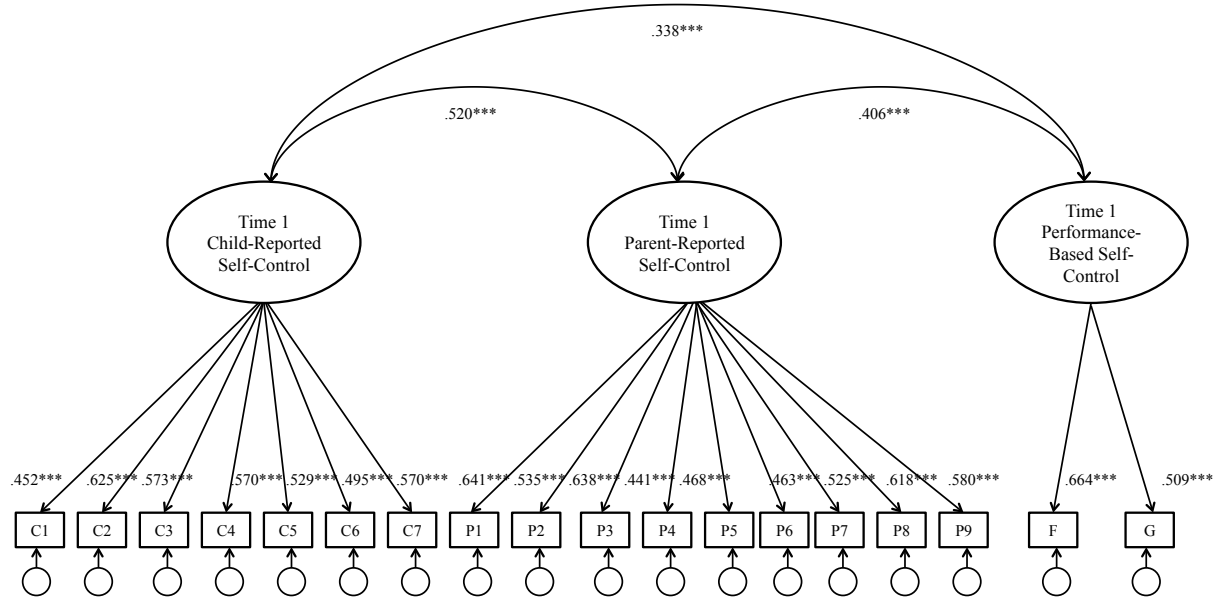 .338***
.520***
.406***
Time 1
Child-Reported
Self-Control
Time 1
Parent-Reported
Self-Control
Time 1
Performance-
Based Self-
Control
.452***
.625***
.573***
.570***
.529***
.495***
.570***
.641***
.535***
.638***
.441***
.468***
.463***
.525***
.618***
.580***
.664***
.509***
C1
C2
C3
C4
C5
C6
C7
P1
P2
P3
P4
P5
P6
P7
P8
P9
F
G